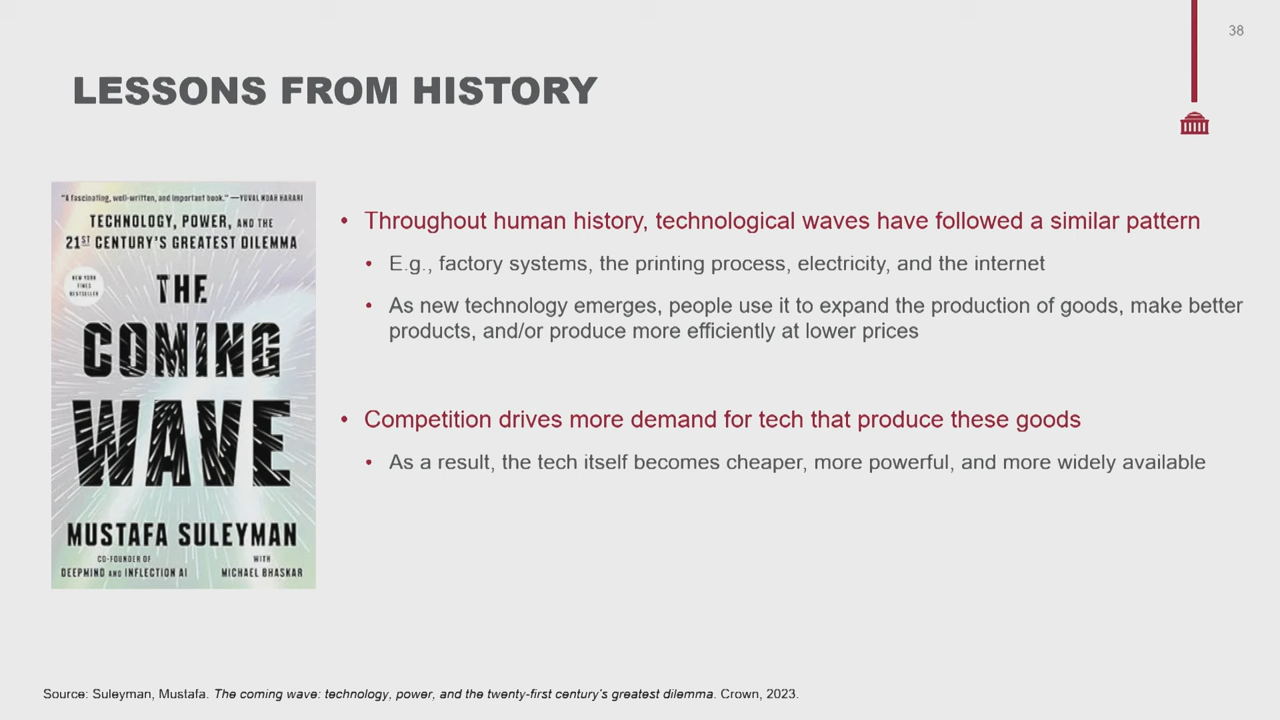 38
LESSONS FROM HISTORY
"A fascinating, well-written, and important book." —YUVAL NOAH HARARI
TECHNOLOGY, POWER, AND THE
21ST CENTURY'S GREATEST DILEMMA
NEW YORK
TIMES
BESTSELLER
THE
COMING
WAVE
MUSTAFA SULEYMAN
CO-FOUNDER OF
DEEPMIND AND INFLECTION AI
WITH
MICHAEL BHASKAR
• Throughout human history, technological waves have followed a similar pattern
• E.g., factory systems, the printing process, electricity, and the internet
• As new technology emerges, people use it to expand the production of goods, make better
products, and/or produce more efficiently at lower prices
• Competition drives more demand for tech that produce these goods
• As a result, the tech itself becomes cheaper, more powerful, and more widely available
Source: Suleyman, Mustafa. The coming wave: technology, power, and the twenty-first century's greatest dilemma. Crown, 2023.